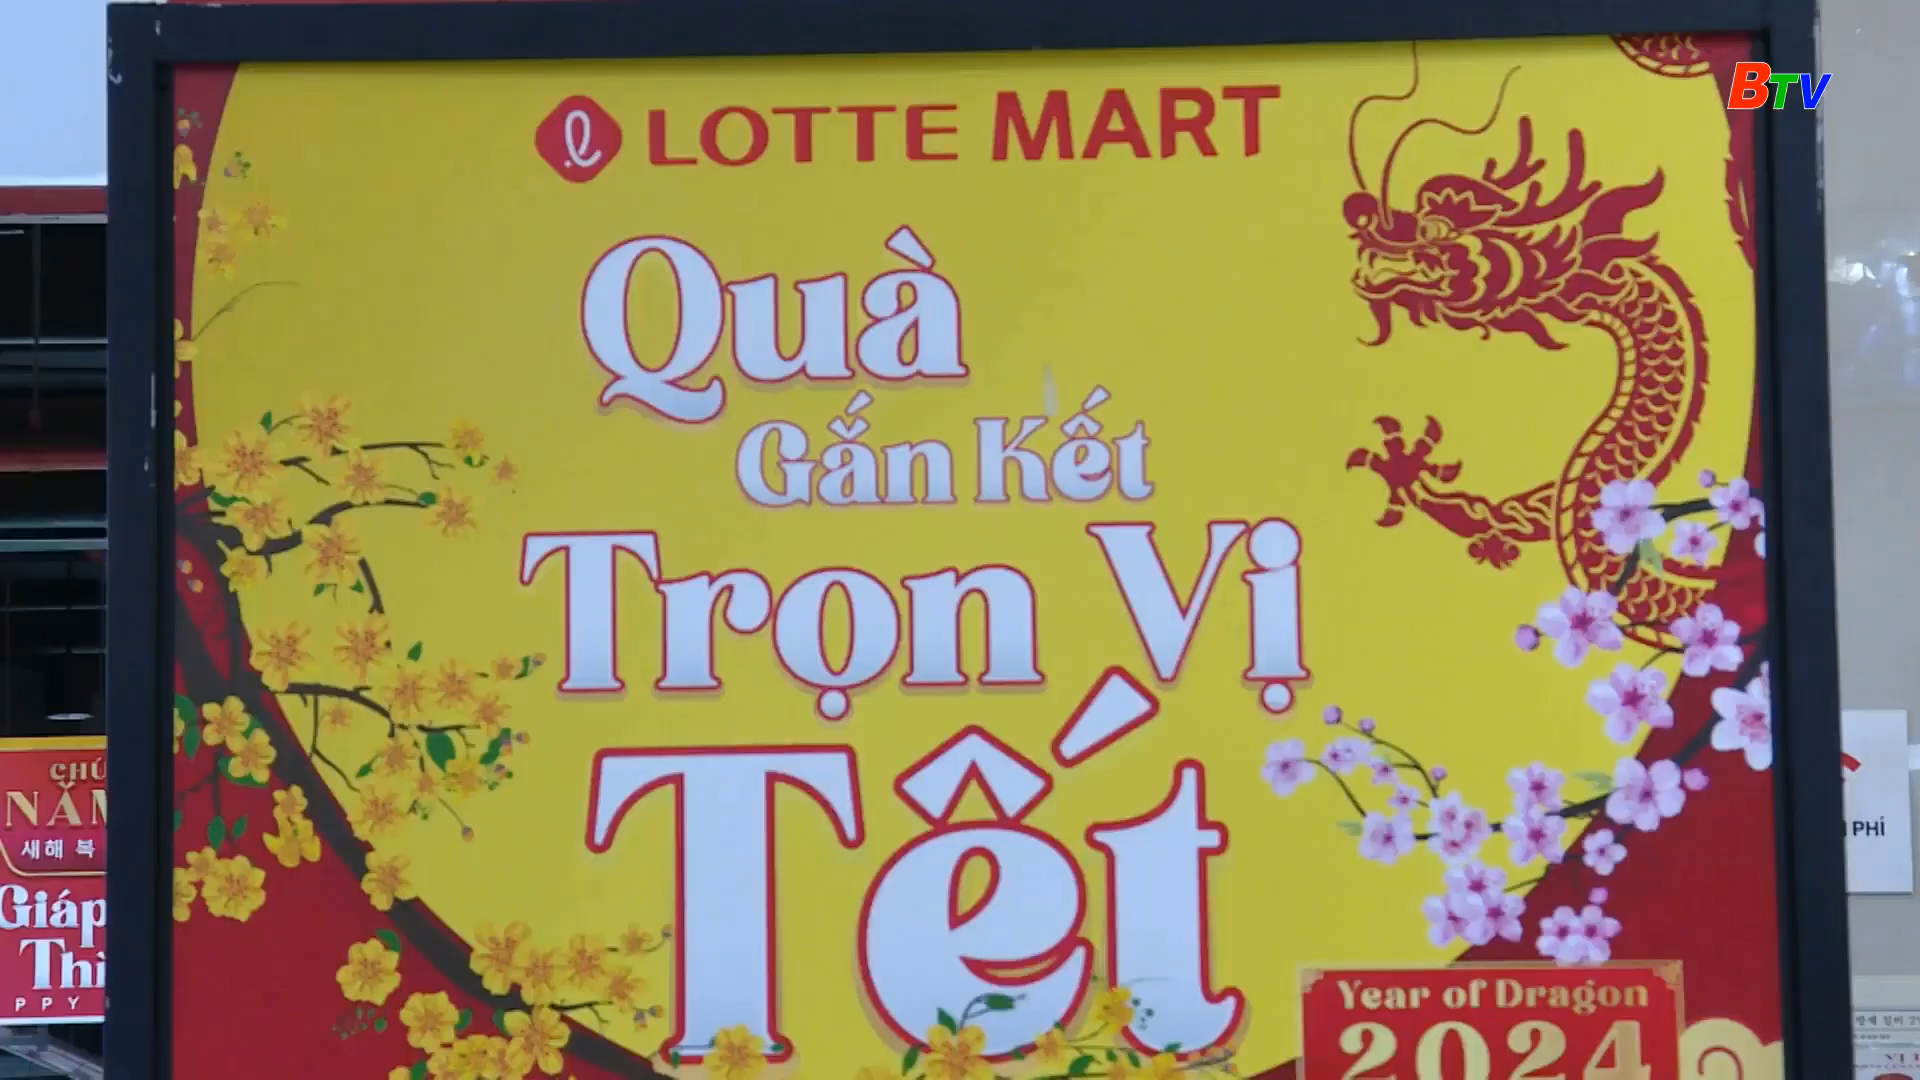 BTV
LOTTE MART
Quà
Gắn Kết
Trọn Vị
Tết
Year of Dragon
2024
NĂM
새해 복
Giáp
PPY
PHÍ